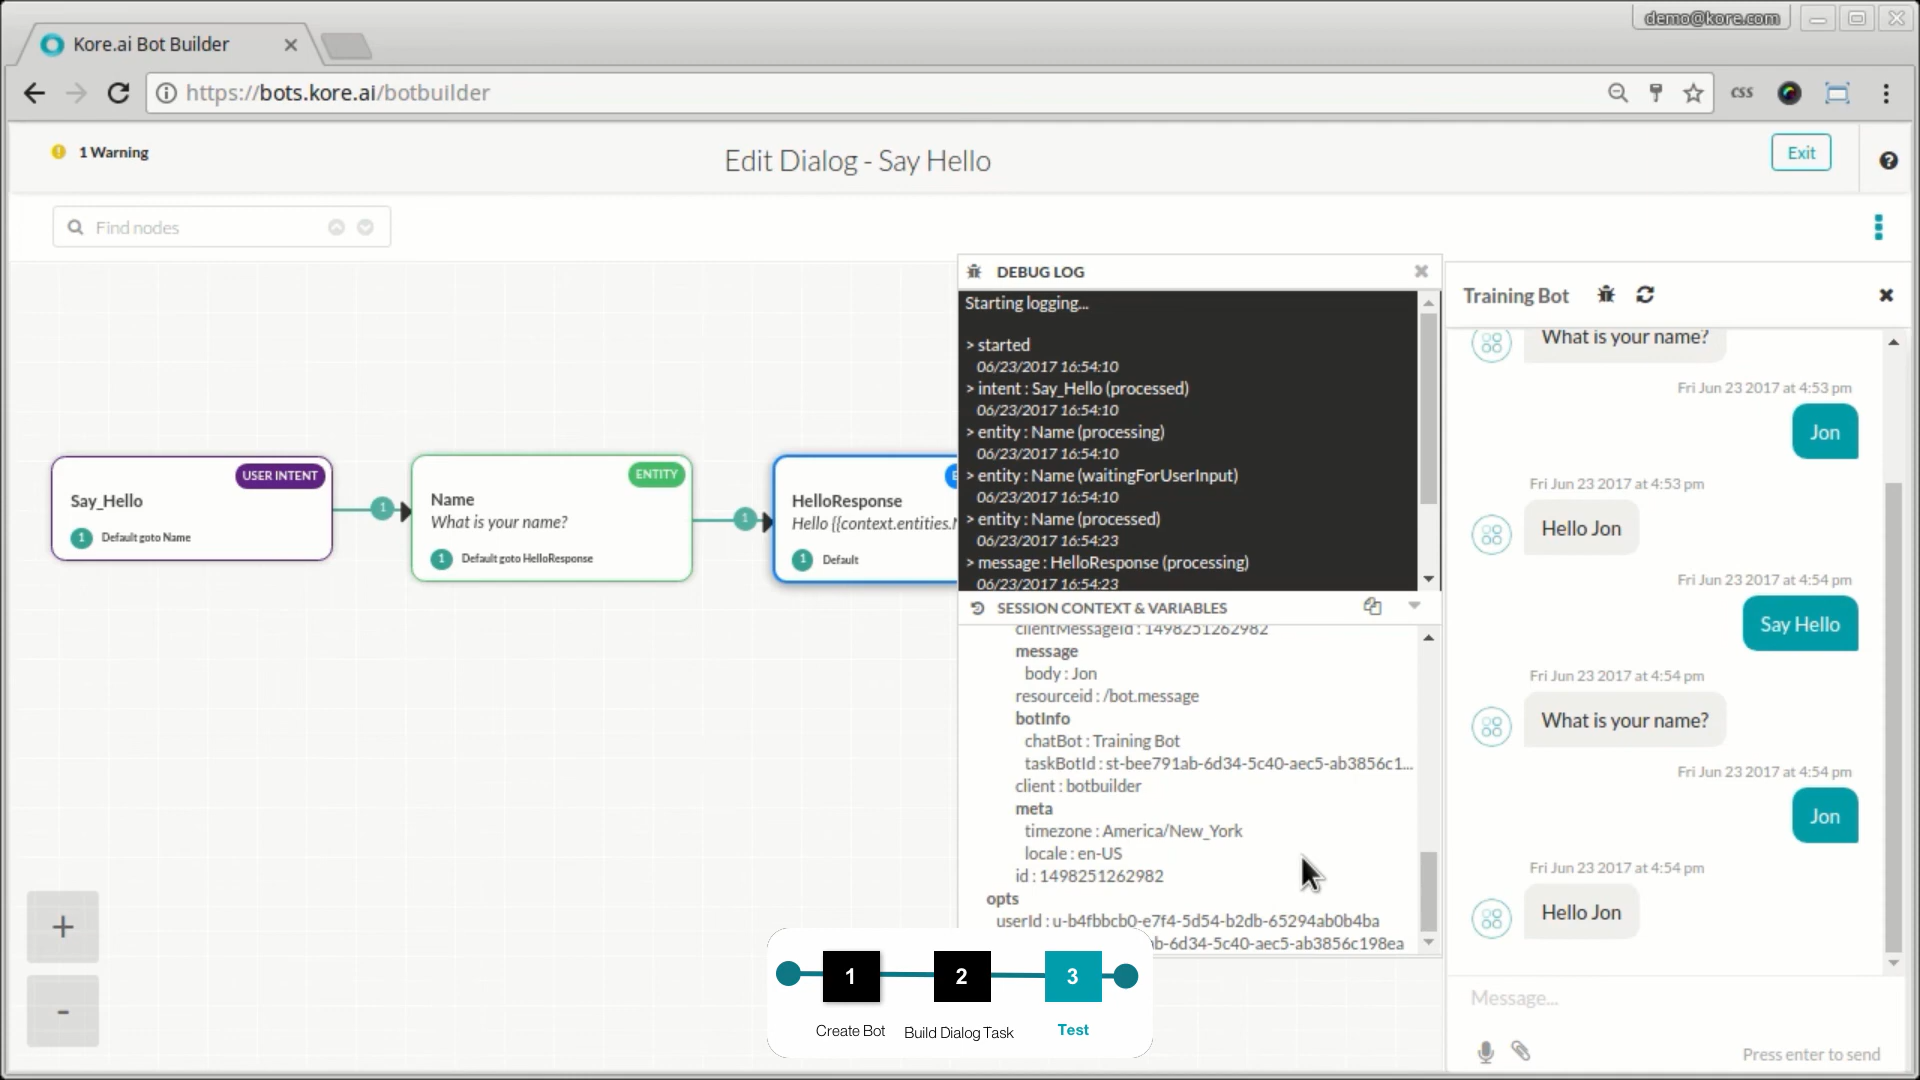 demo@kore.com
Kore.ai Bot Builder
https://bots.kore.ai/botbuilder
CSS
1 Warning
Edit Dialog - Say Hello
Exit
Find nodes
USER INTENT
Say_Hello
1 Default goto Name
1
ENTITY
Name
What is your name?
1 Default goto HelloResponse
1
HelloResponse
Hello {{context.entities.
1 Default
DEBUG LOG
Starting logging...
> started
06/23/2017 16:54:10
> intent : Say_Hello (processed)
06/23/2017 16:54:10
> entity : Name (processing)
06/23/2017 16:54:10
> entity : Name (waitingForUserInput)
06/23/2017 16:54:10
> entity : Name (processed)
06/23/2017 16:54:23
> message : HelloResponse (processing)
06/23/2017 16:54:23
SESSION CONTEXT & VARIABLES
clientMessageId : 1498251262982
message
body : Jon
resourceid : /bot.message
botInfo
chatBot : Training Bot
taskBotId : st-bee791ab-6d34-5c40-aec5-ab3856c1...
client : botbuilder
meta
timezone : America/New_York
locale : en-US
id : 1498251262982
opts
userId : u-b4fbbcb0-e7f4-5d54-b2db-65294ab0b4ba
b-6d34-5c40-aec5-ab3856c198ea
Training Bot
What is your name?
Fri Jun 23 2017 at 4:53 pm
Jon
Fri Jun 23 2017 at 4:53 pm
Hello Jon
Fri Jun 23 2017 at 4:54 pm
Say Hello
Fri Jun 23 2017 at 4:54 pm
What is your name?
Fri Jun 23 2017 at 4:54 pm
Jon
Fri Jun 23 2017 at 4:54 pm
Hello Jon
Message...
Press enter to send
+
-
1 2 3
Create Bot Build Dialog Task Test